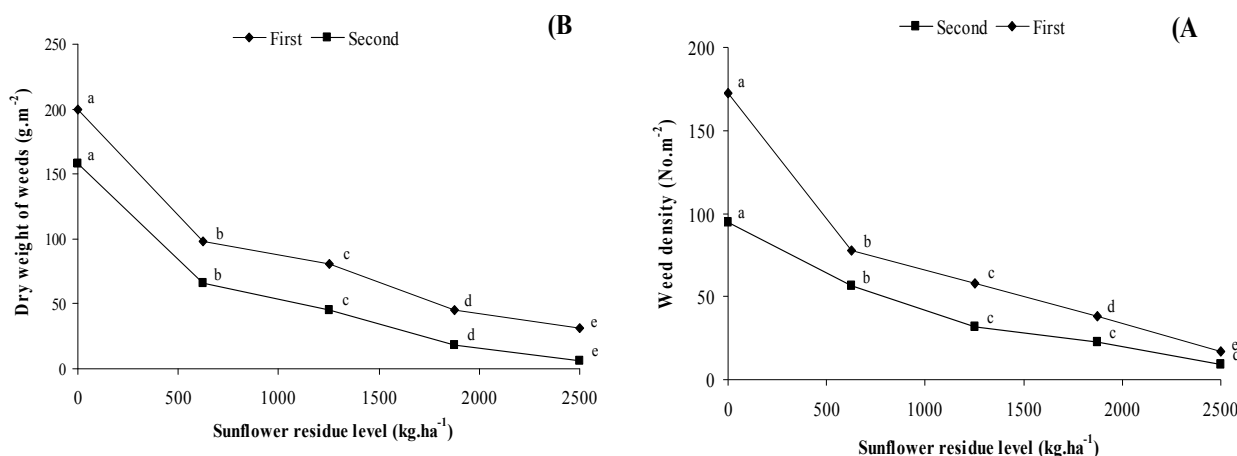 (B)
First Second
Dry weight of weeds (g.m-2)
250
200
150
100
50
0
a
a
b
b
c
c
d
d
e
e
0 500 1000 1500 2000 2500
Sunflower residue level (kg.ha-1)
(A
Second First
Weed density (No.m-2)
200
150
100
50
0
a
a
b
b
c
c
d
c
e
0 500 1000 1500 2000 2500
Sunflower residue level (kg.ha-1)